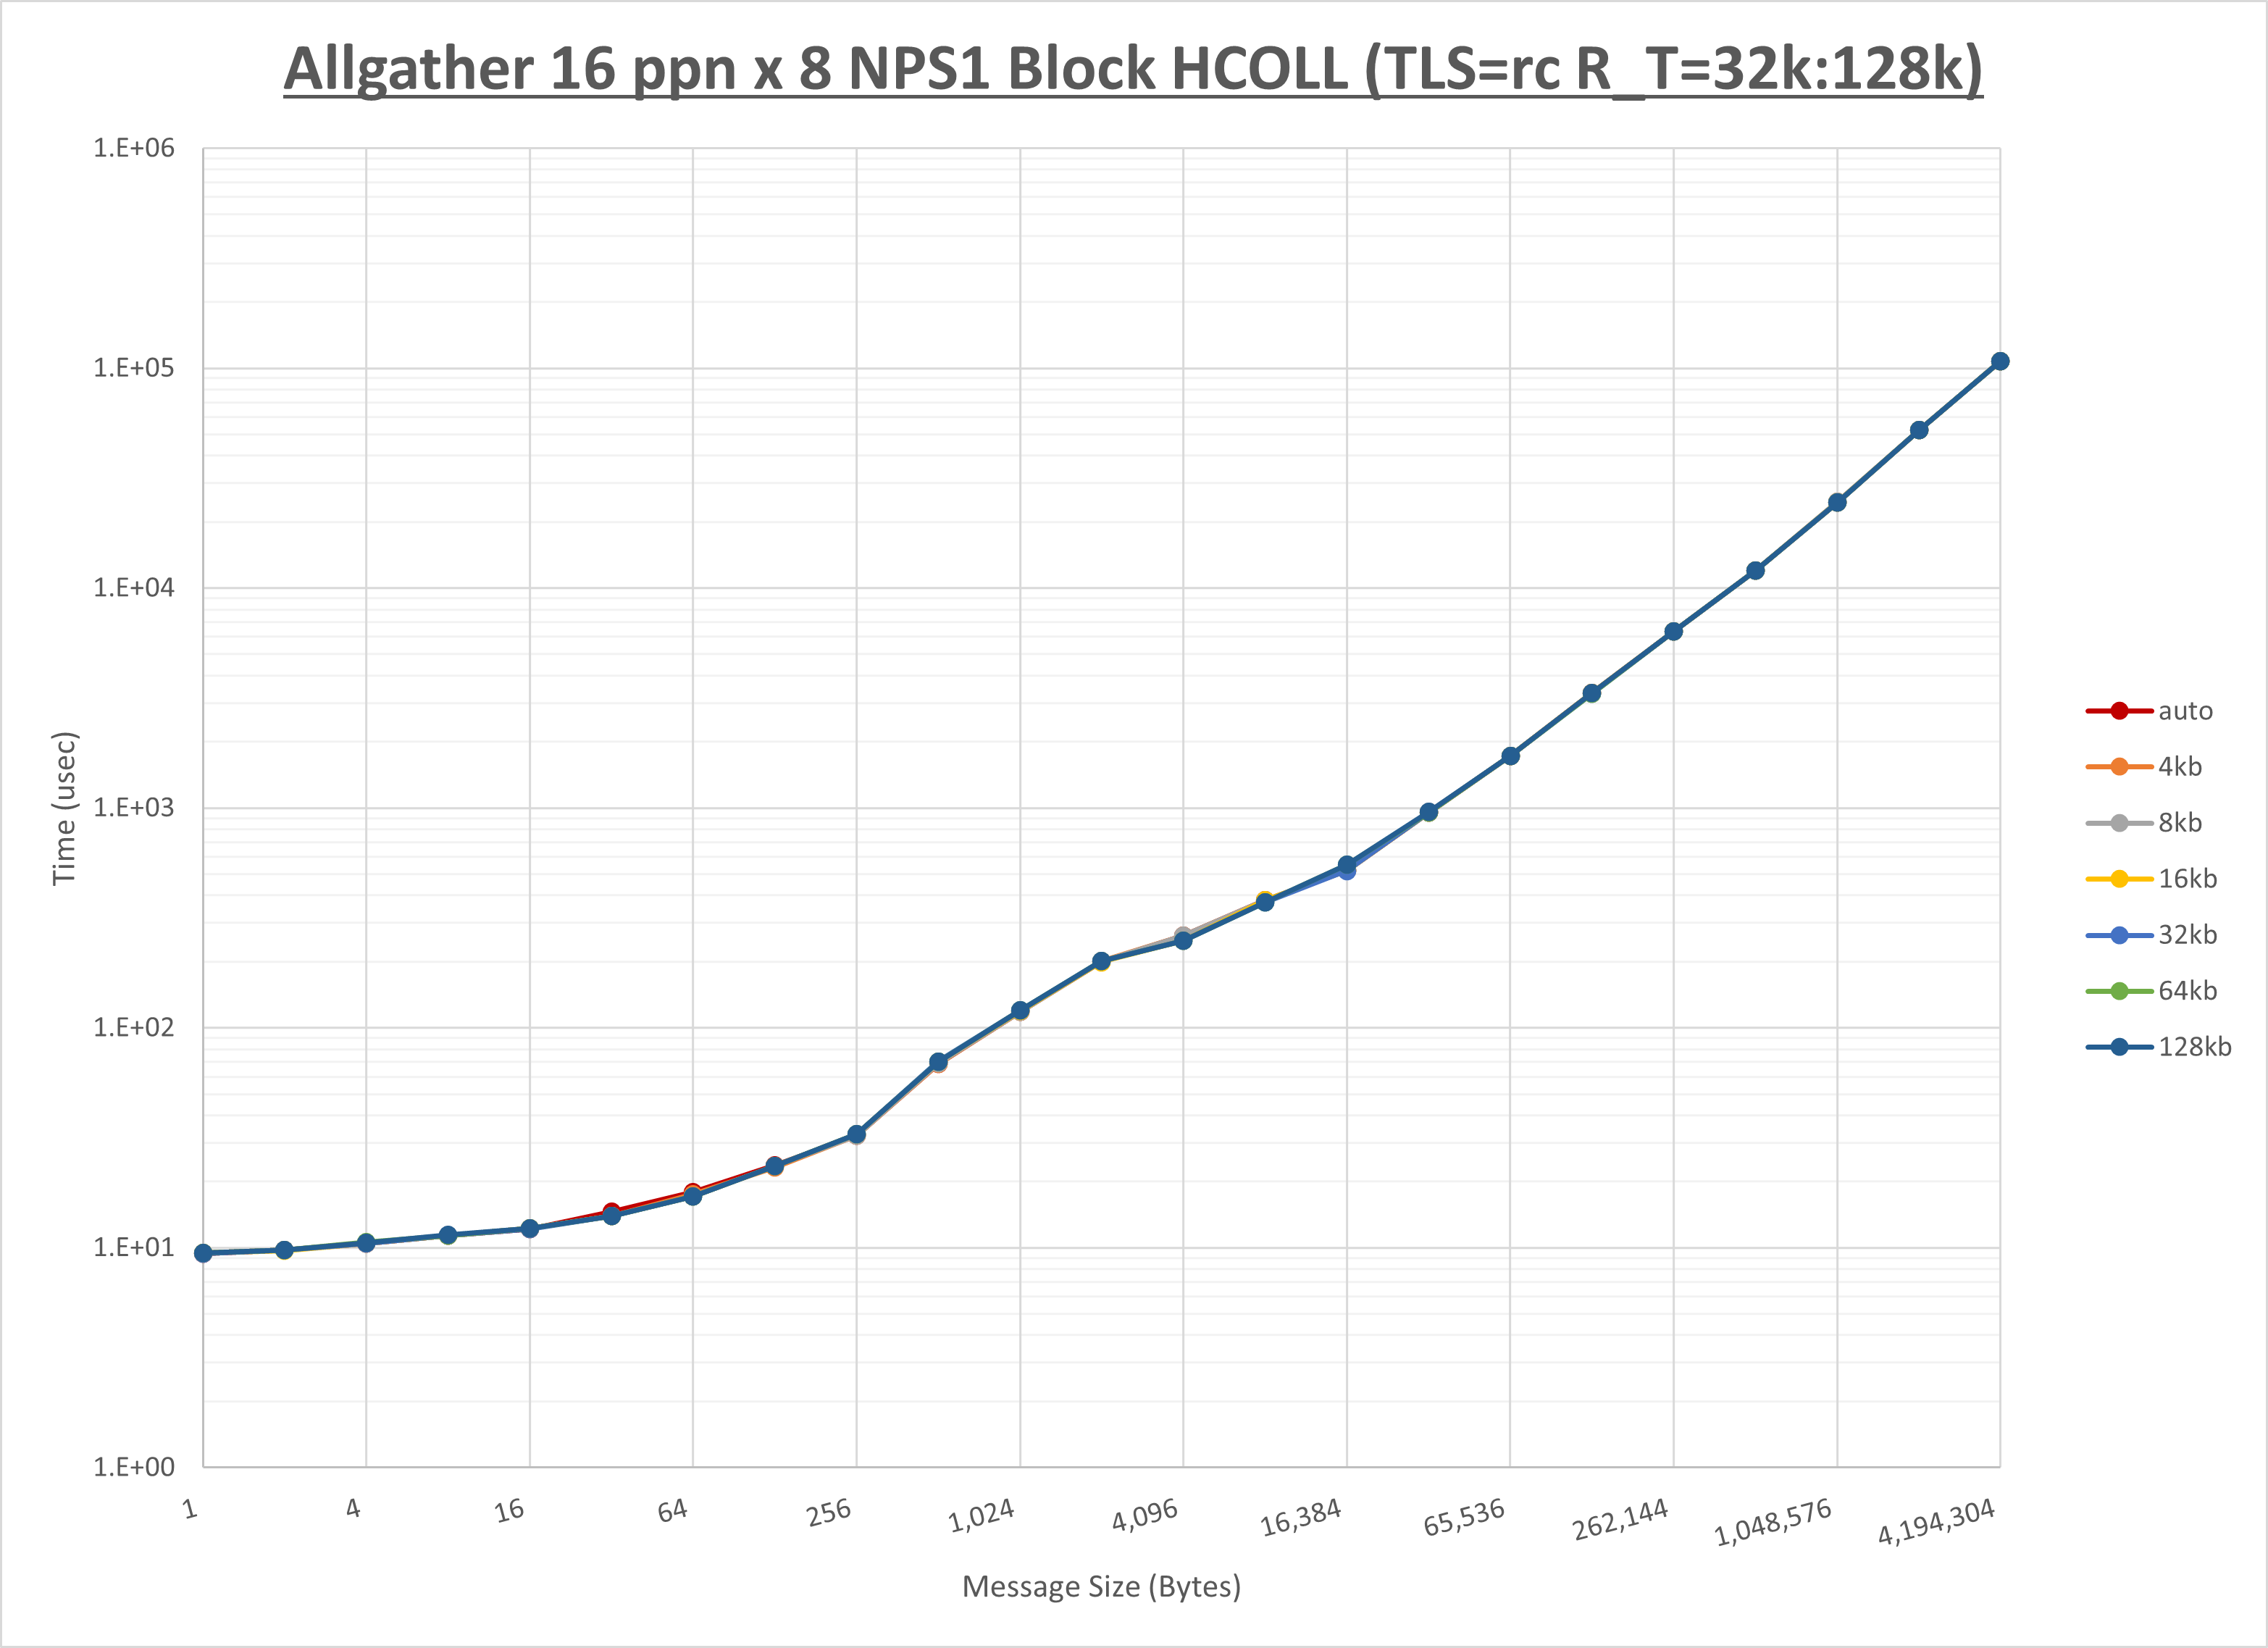 Allgather 16 ppn x 8 NPS1 Block HCOLL (TLS=rc R_T=32k:128k)
1.E+06
1.E+05
1.E+04
1.E+03
1.E+02
1.E+01
1.E+00
Time (usec)
1
4
16
64
256
1,024
4,096
16,384
65,536
262,144
1,048,576
4,194,304
Message Size (Bytes)
auto
4kb
8kb
16kb
32kb
64kb
128kb